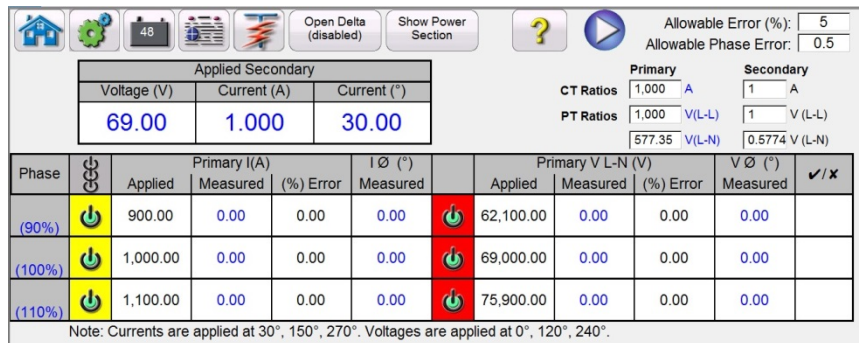 48
Open Delta
(disabled)
Show Power
Section
?
Allowable Error (%): 5
Allowable Phase Error: 0.5
Applied Secondary
Voltage (V) Current (A) Current (°)
69.00 1.000 30.00
Primary Secondary
CT Ratios 1,000 A 1 A
PT Ratios 1,000 V(L-L) 1 V (L-L)
577.35 V(L-N) 0.5774 V (L-N)
Phase Primary I(A) I Ø (°) Primary V L-N (V) V Ø (°) ✔/✘
Applied Measured (%) Error Measured Applied Measured (%) Error Measured
(90%) 900.00 0.00 0.00 0.00 62,100.00 0.00 0.00 0.00
(100%) 1,000.00 0.00 0.00 0.00 69,000.00 0.00 0.00 0.00
(110%) 1,100.00 0.00 0.00 0.00 75,900.00 0.00 0.00 0.00
Note: Currents are applied at 30°, 150°, 270°. Voltages are applied at 0°, 120°, 240°.